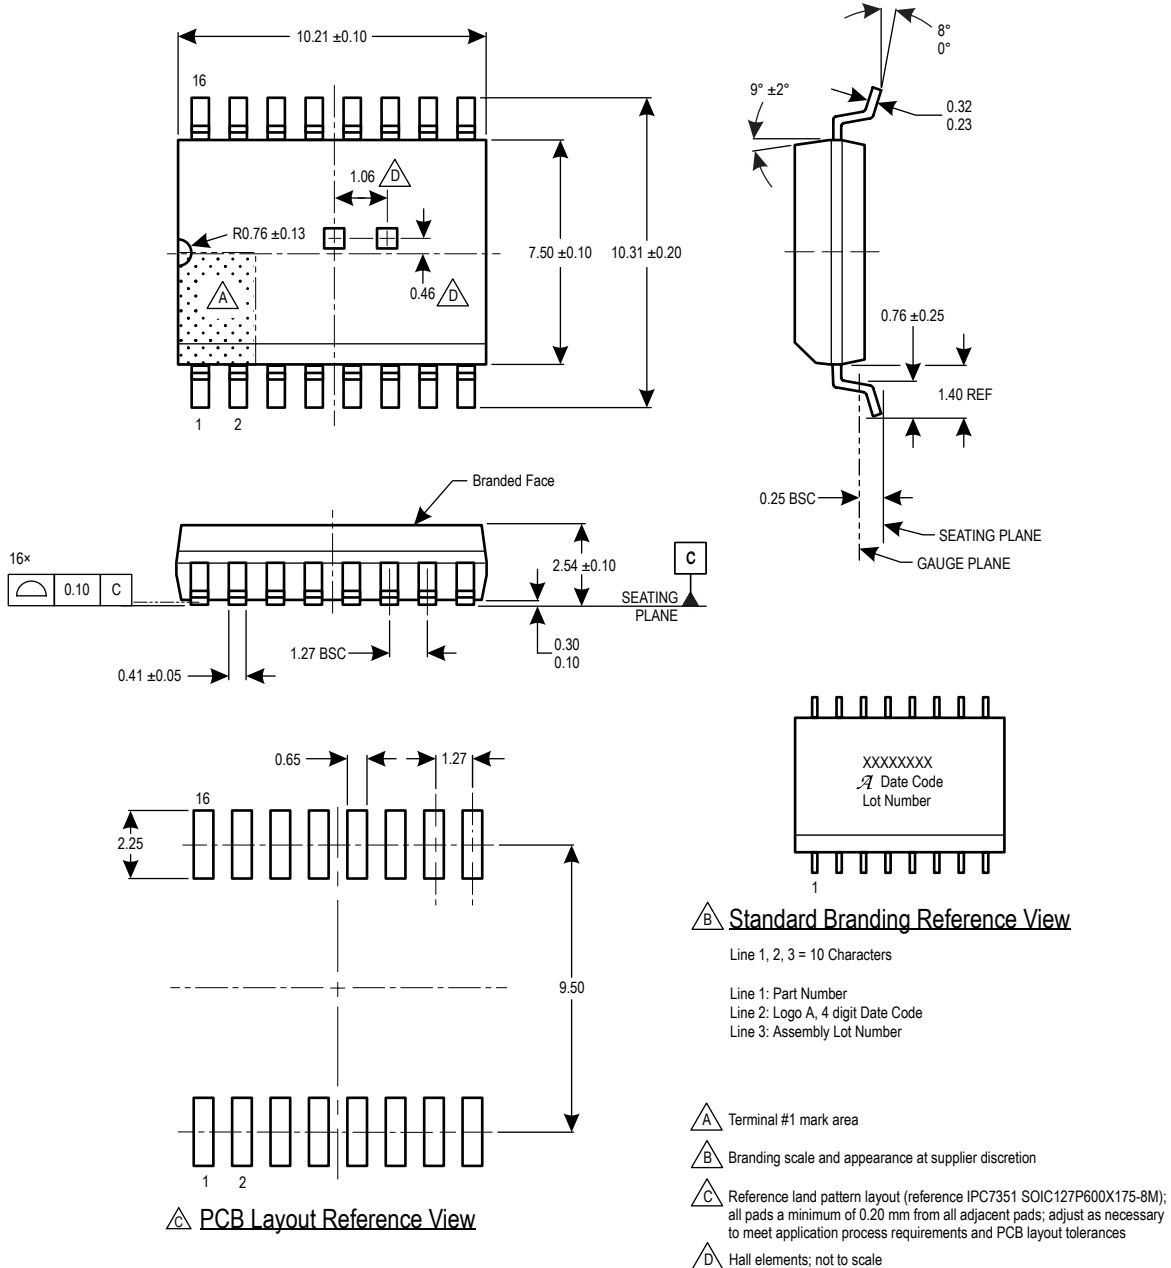 10.21 ±0.10
16
1.06 D
R0.76 ±0.13
7.50 ±0.10
10.31 ±0.20
A
0.46 D
1 2
8°
0°
9° ±2°
0.32
0.23
0.76 ±0.25
1.40 REF
0.25 BSC
SEATING PLANE
GAUGE PLANE
Branded Face
16×
0.10 C
2.54 ±0.10
C
SEATING
PLANE
0.30
0.10
1.27 BSC
0.41 ±0.05
XXXXXXXX
A Date Code
Lot Number
1
B Standard Branding Reference View
Line 1, 2, 3 = 10 Characters
Line 1: Part Number
Line 2: Logo A, 4 digit Date Code
Line 3: Assembly Lot Number
0.65
1.27
16
2.25
9.50
1 2
C PCB Layout Reference View
A Terminal #1 mark area
B Branding scale and appearance at supplier discretion
C Reference land pattern layout (reference IPC7351 SOIC127P600X175-8M);
all pads a minimum of 0.20 mm from all adjacent pads; adjust as necessary
to meet application process requirements and PCB layout tolerances
D Hall elements; not to scale